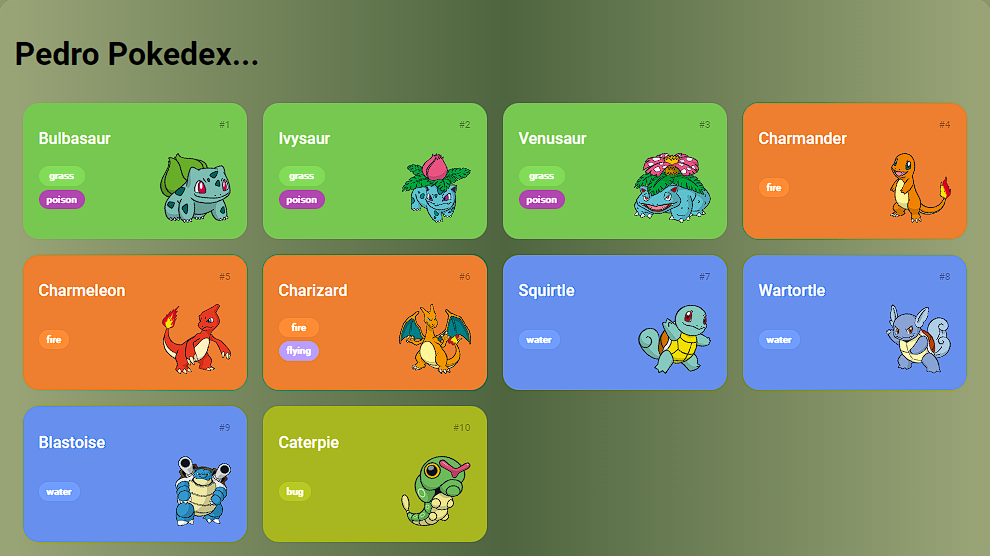 Pedro Pokedex...
#1
Bulbasaur
grass
poison
#2
Ivysaur
grass
poison
#3
Venusaur
grass
poison
#4
Charmander
fire
#5
Charmeleon
fire
#6
Charizard
fire
flying
#7
Squirtle
water
#8
Wartortle
water
#9
Blastoise
water
#10
Caterpie
bug